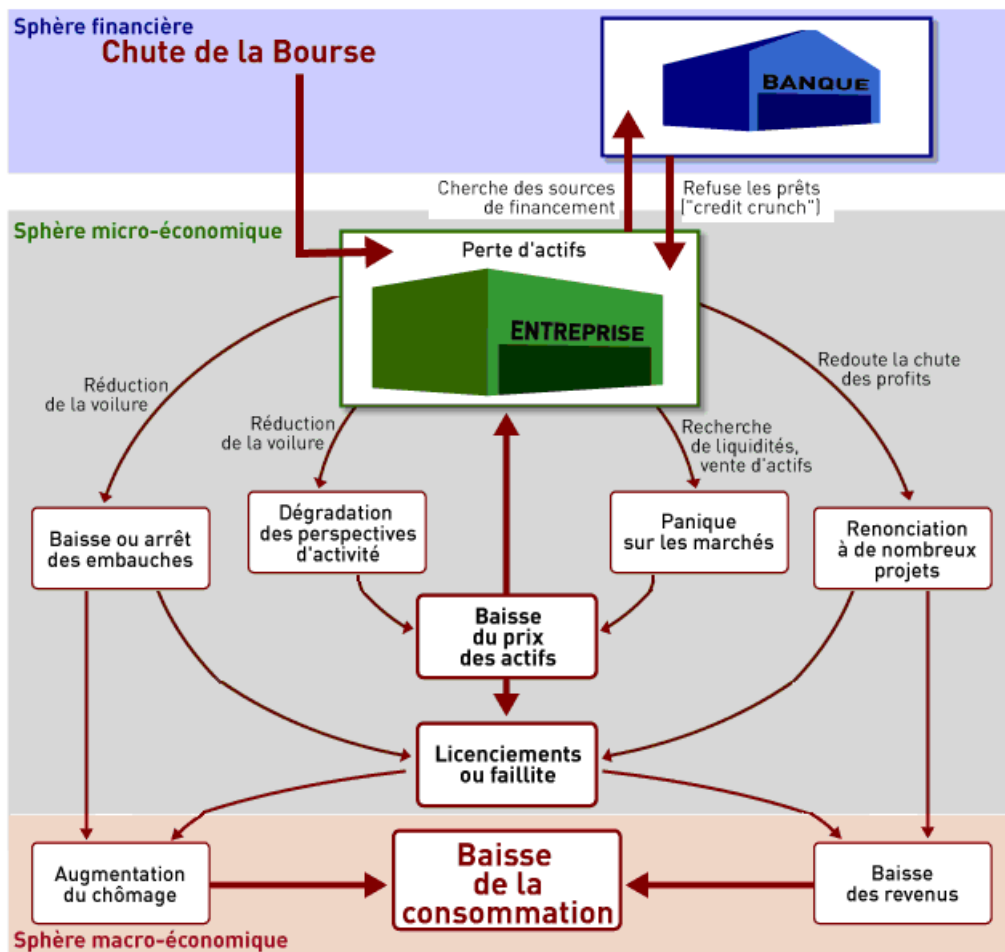 Sphère financière
Chute de la Bourse
BANQUE
Cherche des sources
de financement
Refuse les prêts
("credit crunch")
Sphère micro-économique
Perte d'actifs
ENTREPRISE
Réduction
de la voilure
Réduction
de la voilure
Recherche
de liquidités,
vente d'actifs
Redoute la chute
des profits
Baisse ou arrêt
des embauches
Dégradation
des perspectives
d'activité
Panique
sur les marchés
Renonciation
à de nombreux
projets
Baisse
du prix
des actifs
Licenciements
ou faillite
Augmentation
du chômage
Baisse
de la
consommation
Baisse
des revenus
Sphère macro-économique